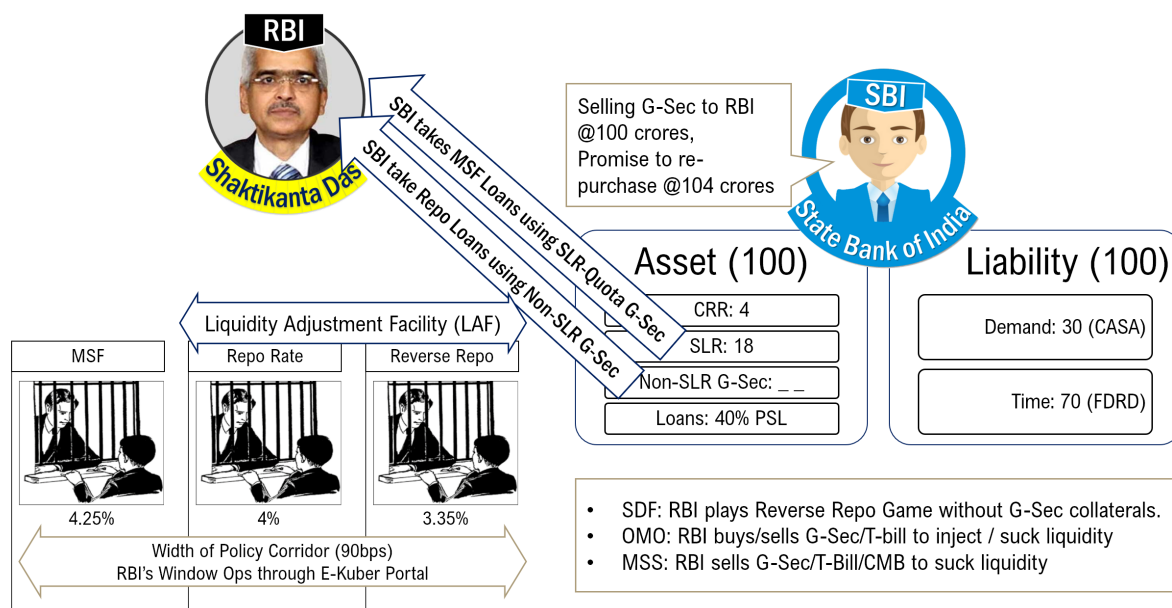 RBI
Shaktikanta Das
SBI takes MSF Loans using SLR-Quota G-Sec
SBI take Repo Loans using Non-SLR G-Sec
Selling G-Sec to RBI
@100 crores,
Promise to re-
purchase @104 crores
SBI
State Bank of India
Asset (100)
CRR: 4
SLR: 18
Non-SLR G-Sec: _ _
Loans: 40% PSL
Liability (100)
Demand: 30 (CASA)
Time: 70 (FDRD)
Liquidity Adjustment Facility (LAF)
MSF
Repo Rate
Reverse Repo
4.25%
4%
3.35%
Width of Policy Corridor (90bps)
RBI's Window Ops through E-Kuber Portal
• SDF: RBI plays Reverse Repo Game without G-Sec collaterals.
• OMO: RBI buys/sells G-Sec/T-bill to inject / suck liquidity
• MSS: RBI sells G-Sec/T-Bill/CMB to suck liquidity